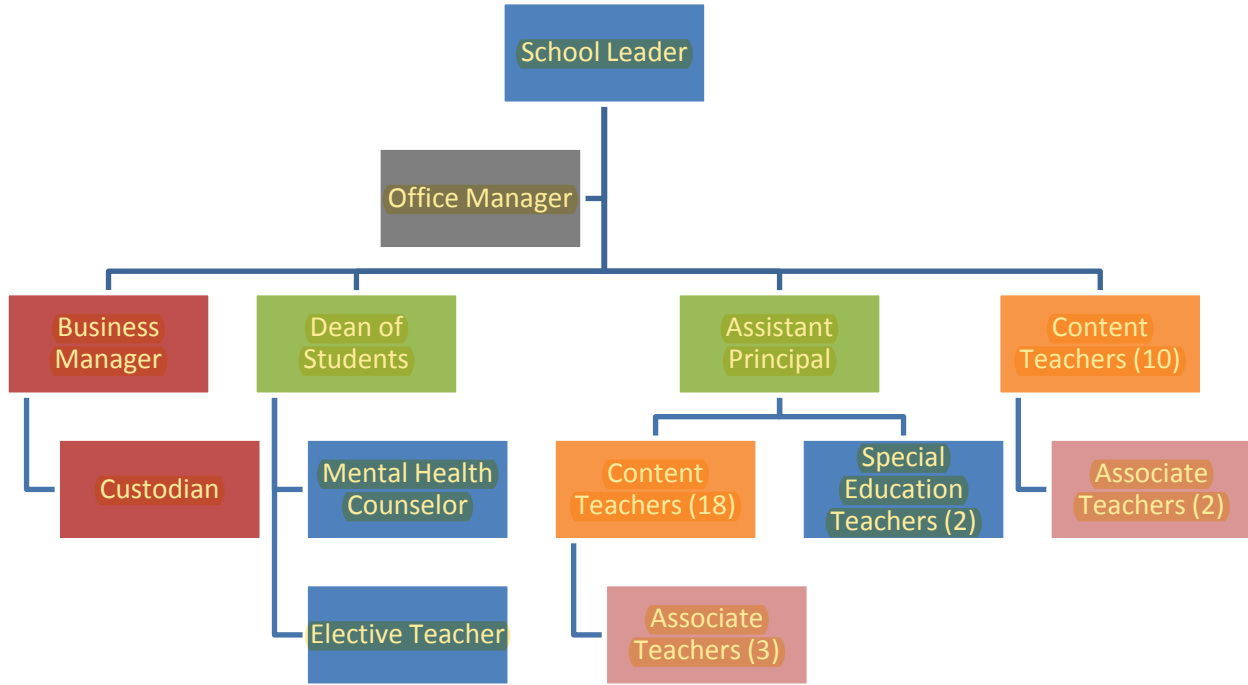 School Leader
Office Manager
Business
Manager
Dean of
Students
Assistant
Principal
Content
Teachers (10)
Custodian
Mental Health
Counselor
Content
Teachers (18)
Special
Education
Teachers (2)
Associate
Teachers (2)
Elective Teacher
Associate
Teachers (3)